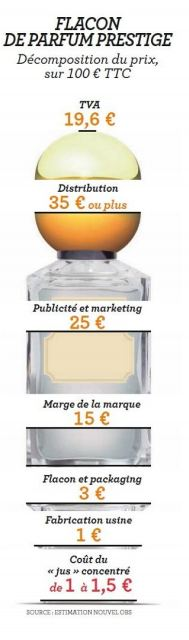 FLACON
DE PARFUM PRESTIGE
Décomposition du prix,
sur 100 € TTC
TVA
19,6 €
Distribution
35 € ou plus
Publicité et marketing
25 €
Marge de la marque
15 €
Flacon et packaging
3 €
Fabrication usine
1 €
Coût du
« jus » concentré
de 1 à 1,5 €
SOURCE : ESTIMATION NOUVEL OBS